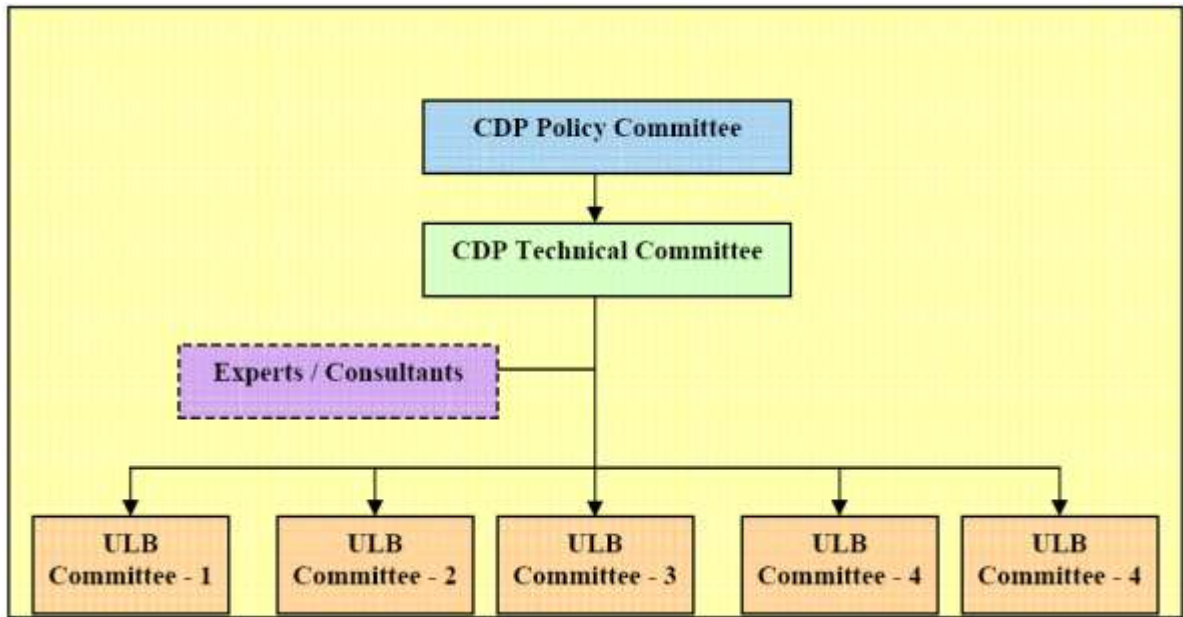 CDP Policy Committee
CDP Technical Committee
Experts / Consultants
ULB
Committee - 1
ULB
Committee - 2
ULB
Committee - 3
ULB
Committee - 4
ULB
Committee - 4